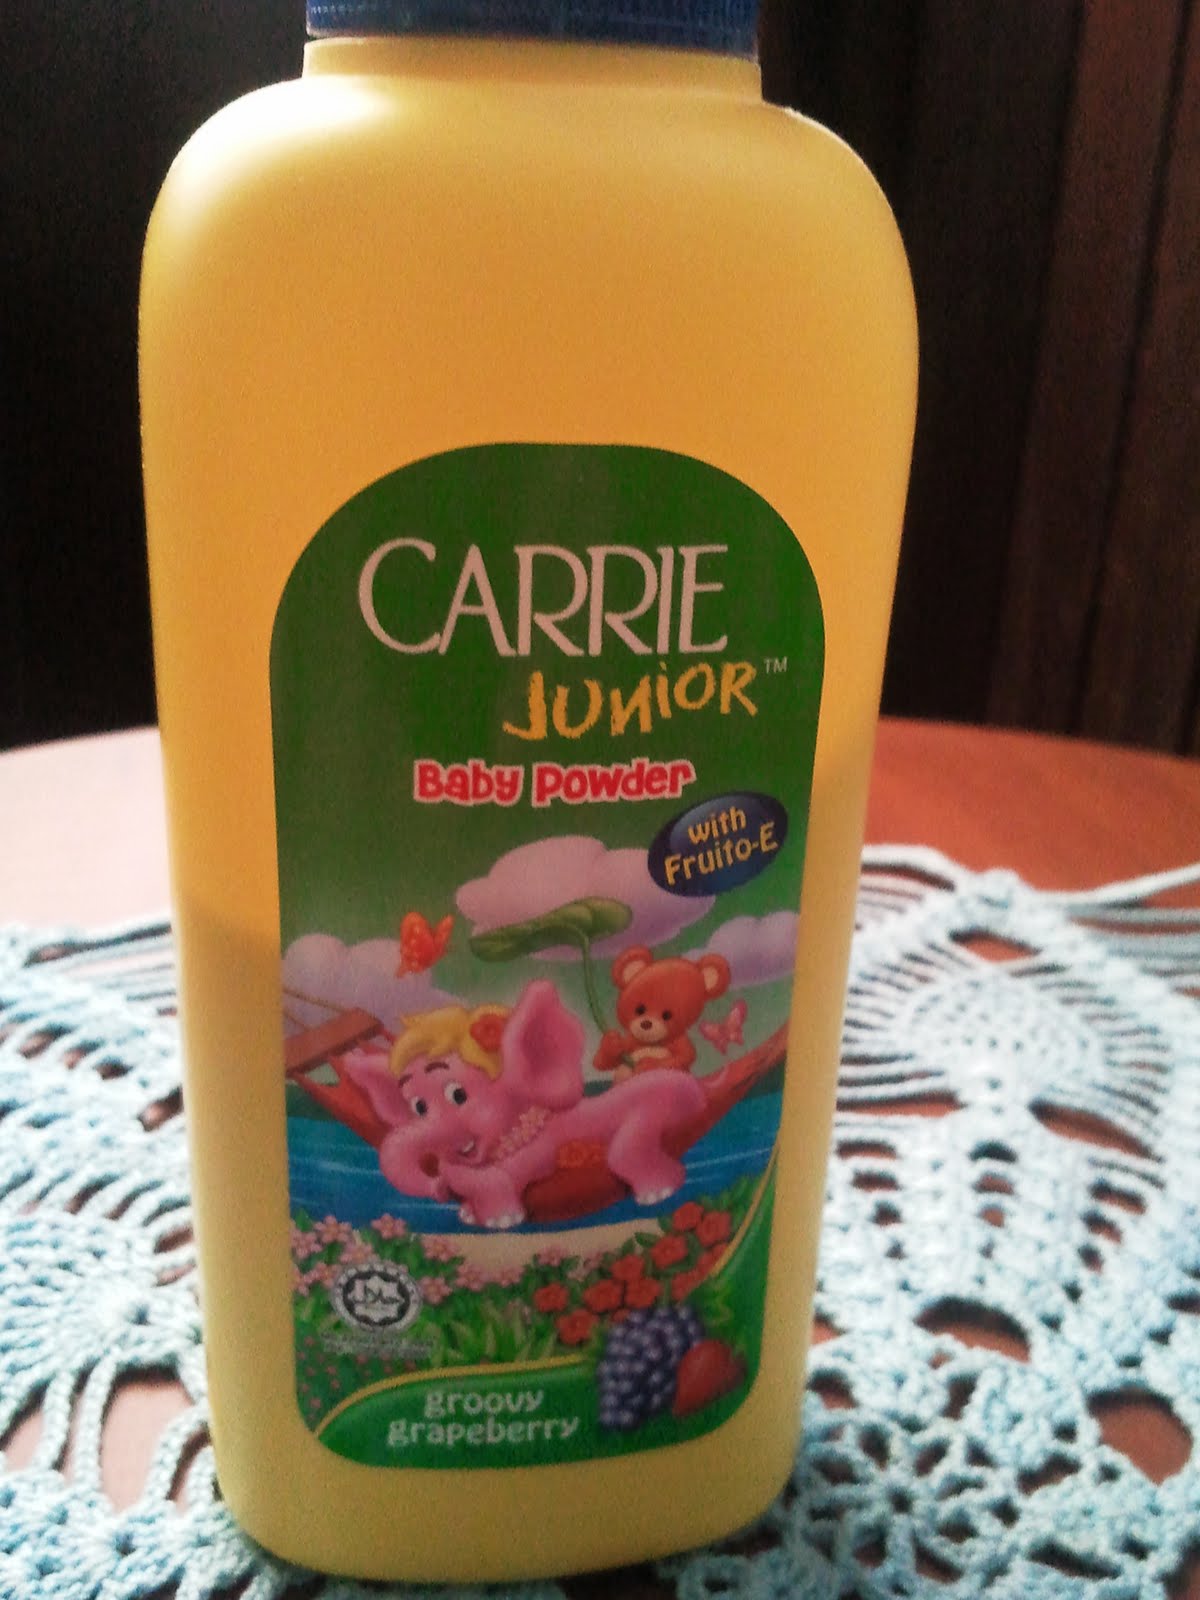 CARRIE
JUNiOR™
Baby Powder
with
Fruito-E
groovy
grapeberry